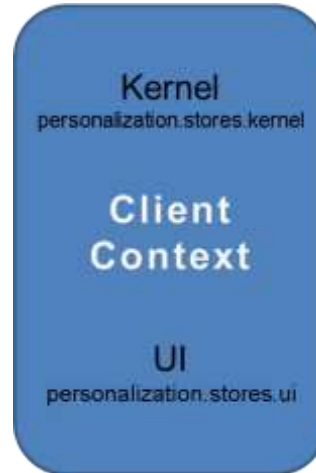 Kernel
personalization.stores.kernel
Client
Context
UI
personalization.stores.ui